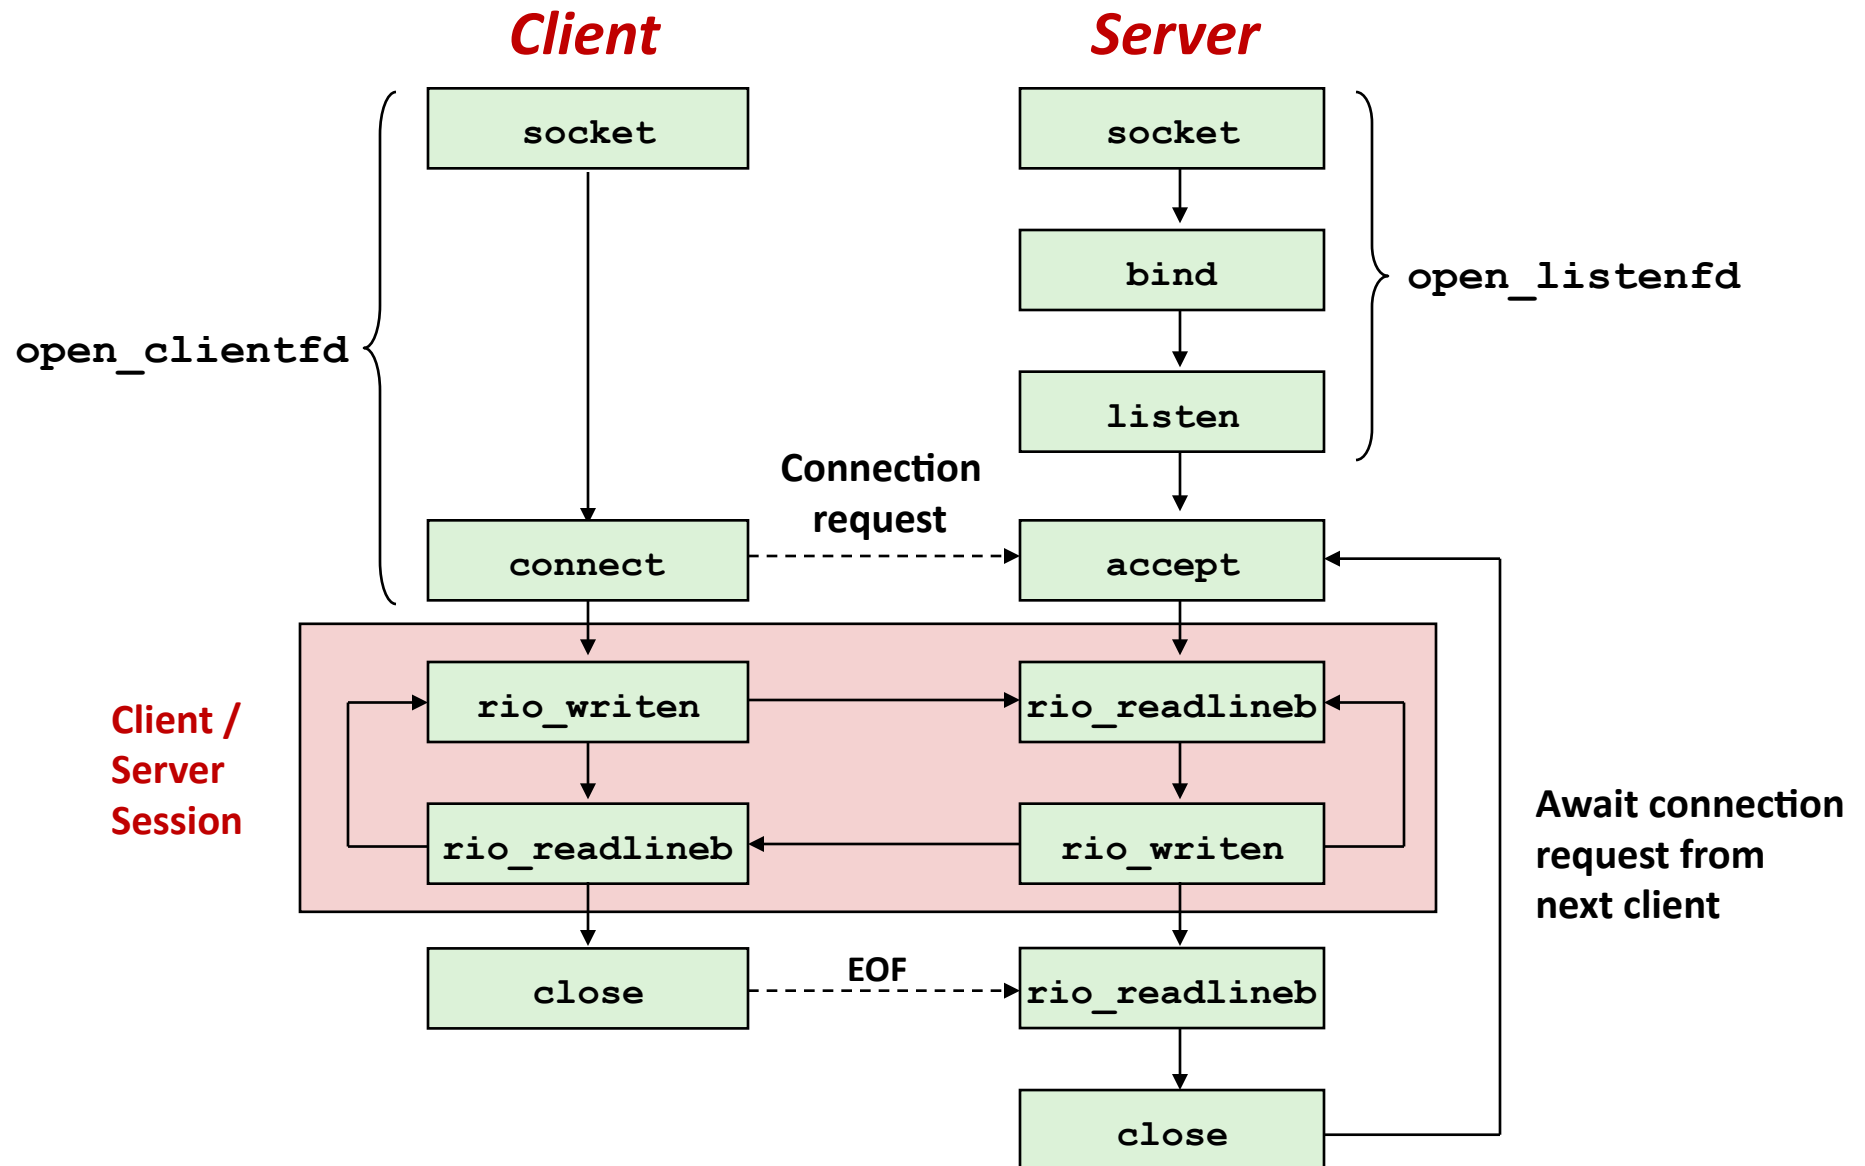 Client
Server
socket
socket
bind
open_listenfd
open_clientfd
listen
Connection
request
connect
accept
Client /
Server
Session
rio_writen
rio_readlineb
rio_readlineb
rio_writen
Await connection
request from
next client
close
EOF
rio_readlineb
close